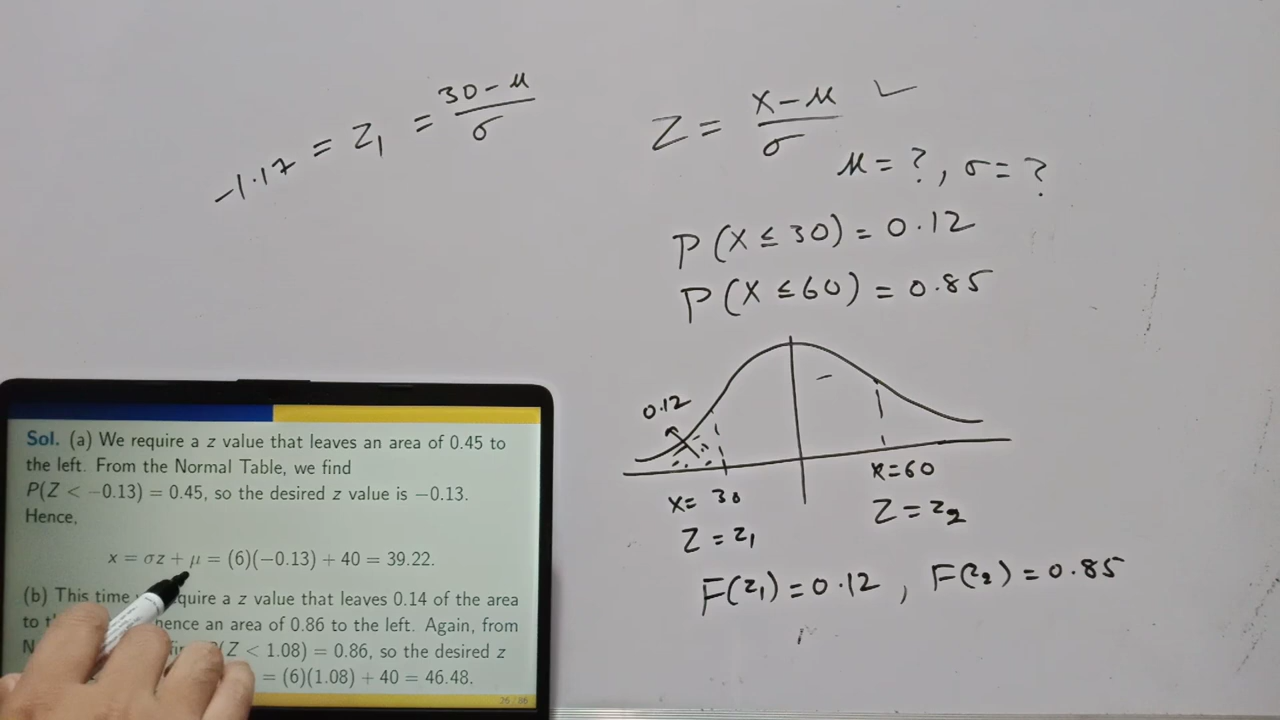 -1.17 = Z₁ = (30 - μ)/σ
Z = (X - μ)/σ ✓
μ = ?, σ = ?
P(X ≤ 30) = 0.12
P(X ≤ 60) = 0.85
0.12
X = 30
Z = z₁
X = 60
Z = z₂
F(z₁) = 0.12 , F(z₂) = 0.85
Sol. (a) We require a z value that leaves an area of 0.45 to
the left. From the Normal Table, we find
P(Z < −0.13) = 0.45, so the desired z value is −0.13.
Hence,
x = σz + μ = (6)(−0.13) + 40 = 39.22.
(b) This time quire a z value that leaves 0.14 of the area
to hence an area of 0.86 to the left. Again, from
(Z < 1.08) = 0.86, so the desired z
= (6)(1.08) + 40 = 46.48.